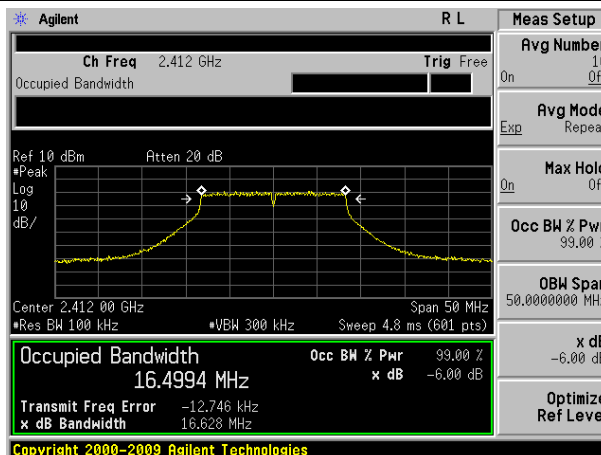 Agilent R L
Ch Freq 2.412 GHz Trig Free
Occupied Bandwidth
Ref 10 dBm Atten 20 dB
#Peak
Log
10
dB/
Center 2.412 00 GHz Span 50 MHz
#Res BW 100 kHz #VBW 300 kHz Sweep 4.8 ms (601 pts)
Occupied Bandwidth Occ BW % Pwr 99.00 %
16.4994 MHz x dB -6.00 dB
Transmit Freq Error -12.746 kHz
x dB Bandwidth 16.628 MHz
Copyright 2000-2009 Agilent Technologies
Meas Setup
Avg Number
On
Avg Mode
Exp
Max Hold
On
Occ BW % Pwr
99.00
OBW Span
50.0000000 MH
x dB
-6.00 dB
Optimize
Ref Level